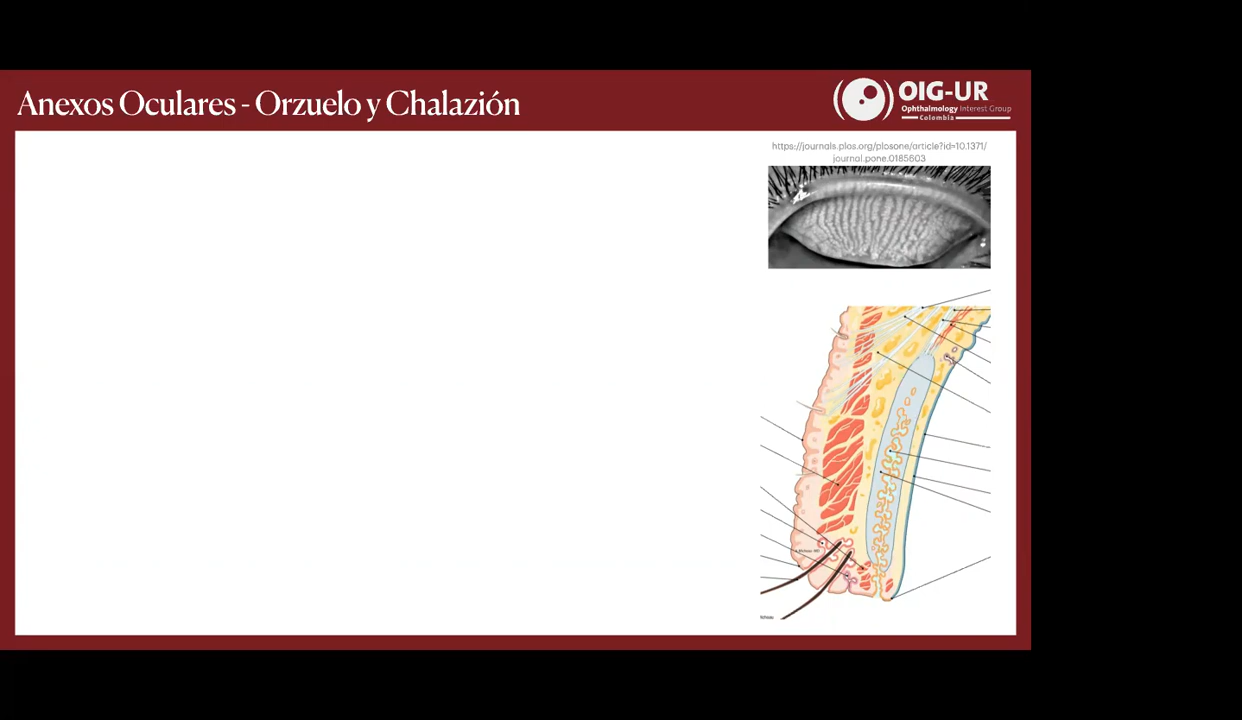 Anexos Oculares - Orzuelo y Chalazión
OIG-UR
Ophthalmology Interest Group
Colombia
https://journals.plos.org/plosone/article?id=10.1371/
journal.pone.0185603